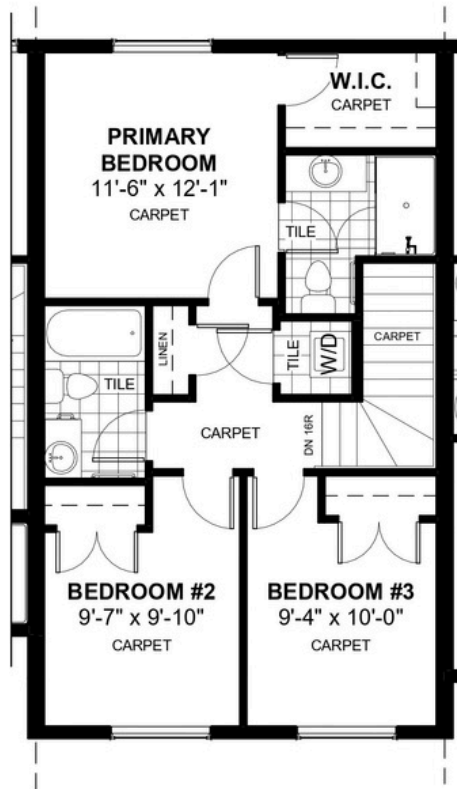 W.I.C.
CARPET
PRIMARY
BEDROOM
11'-6" x 12'-1"
CARPET
TILE
LINEN
TILE
TILE
W/D
CARPET
CARPET
DN 16R
BEDROOM #2
9'-7" x 9'-10"
CARPET
BEDROOM #3
9'-4" x 10'-0"
CARPET